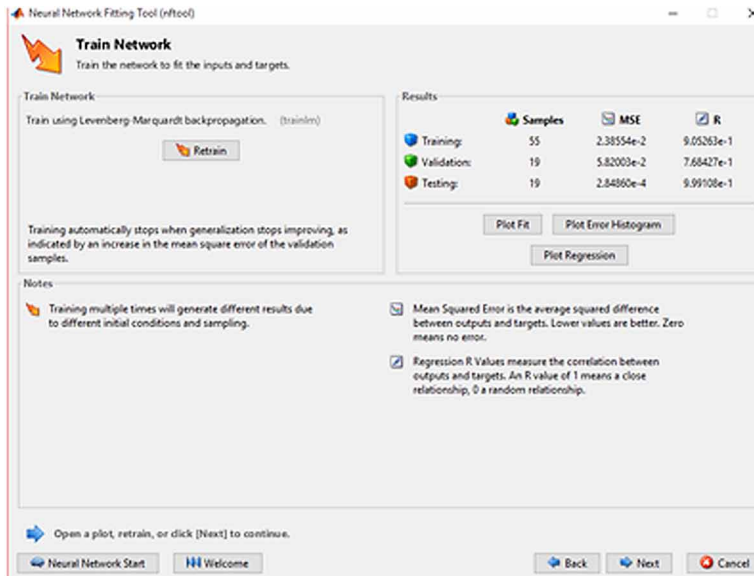 Neural Network Fitting Tool (nftool)
Train Network
Train the network to fit the inputs and targets.
Train Network
Train using Levenberg-Marquardt backpropagation. (trainlm)
Retrain
Training automatically stops when generalization stops improving, as
indicated by an increase in the mean square error of the validation
samples.
Results
Samples MSE R
Training: 55 2.38554e-2 9.05263e-1
Validation: 19 5.82003e-2 7.68427e-1
Testing: 19 2.84860e-4 9.99108e-1
Plot Fit Plot Error Histogram
Plot Regression
Notes
Training multiple times will generate different results due
to different initial conditions and sampling.
Mean Squared Error is the average squared difference
between outputs and targets. Lower values are better. Zero
means no error.
Regression R Values measure the correlation between
outputs and targets. An R value of 1 means a close
relationship, 0 a random relationship.
Open a plot, retrain, or click [Next] to continue.
Neural Network Start Welcome Back Next Cancel